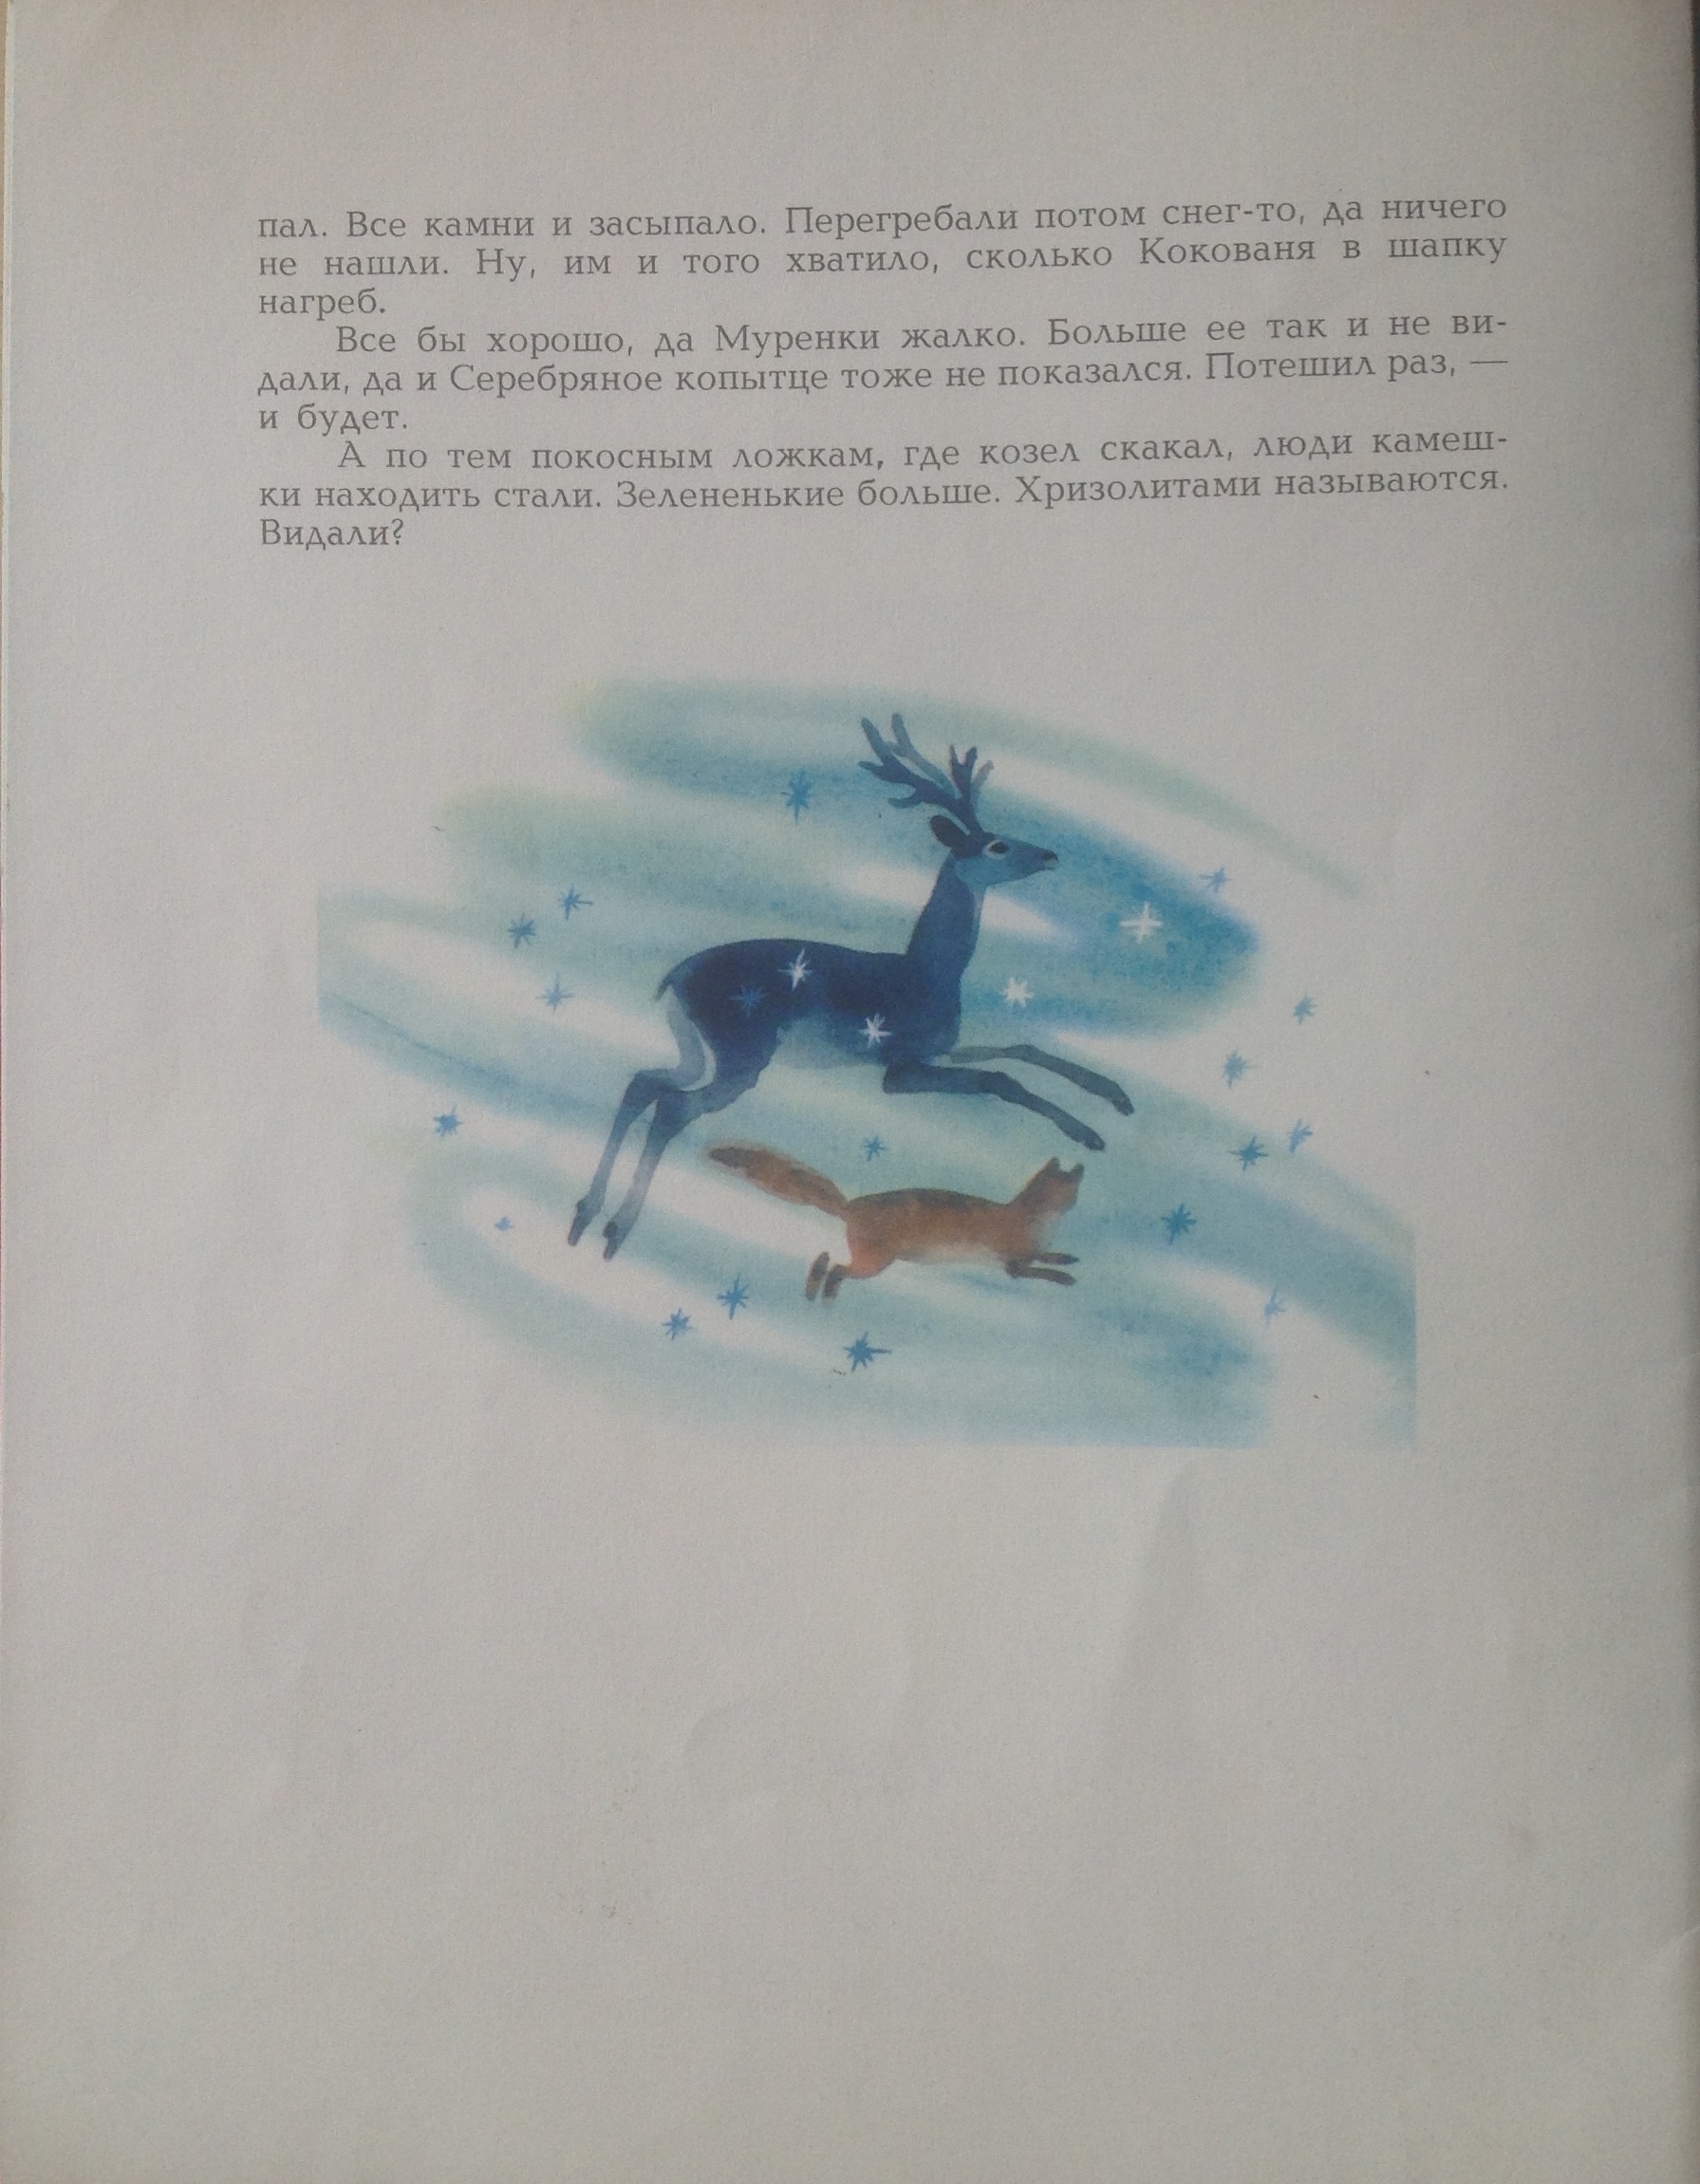 пал. Все камни и засыпало. Перегребали потом снег-то, да ничего
не нашли. Ну, им и того хватило, сколько Кокованя в шапку
нагреб.
Все бы хорошо, да Муренки жалко. Больше ее так и не ви-
дали, да и Серебряное копытце тоже не показался. Потешил раз, —
и будет.
А по тем покосным ложкам, где козел скакал, люди камеш-
ки находить стали. Зелененькие больше. Хризолитами называются.
Видали?